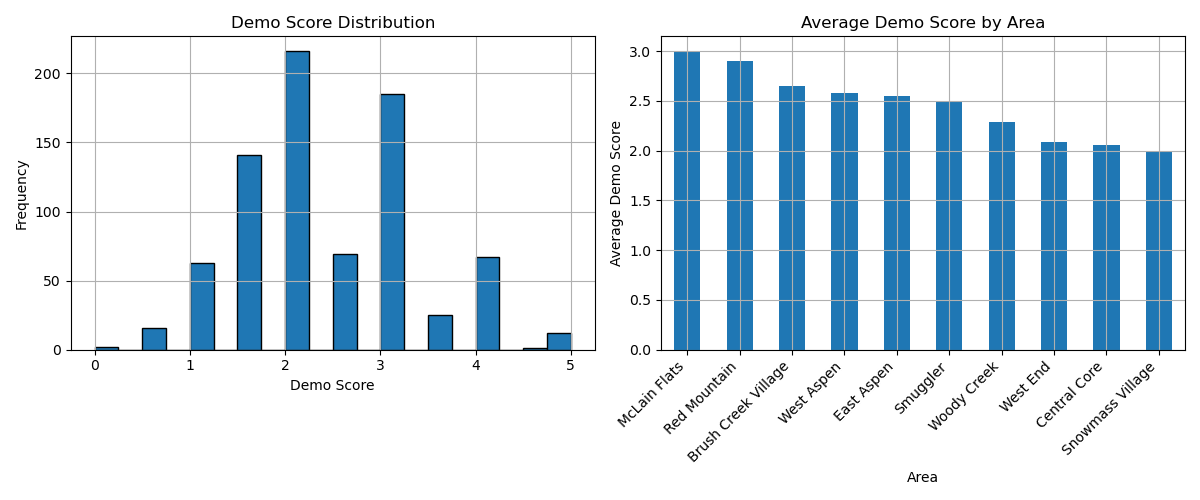 Demo Score Distribution
Frequency
200
150
100
50
0
0 1 2 3 4 5
Demo Score
Average Demo Score by Area
Average Demo Score
3.0
2.5
2.0
1.5
1.0
0.5
0.0
McLain Flats
Red Mountain
Brush Creek Village
West Aspen
East Aspen
Smuggler
Woody Creek
West End
Central Core
Snowmass Village
Area